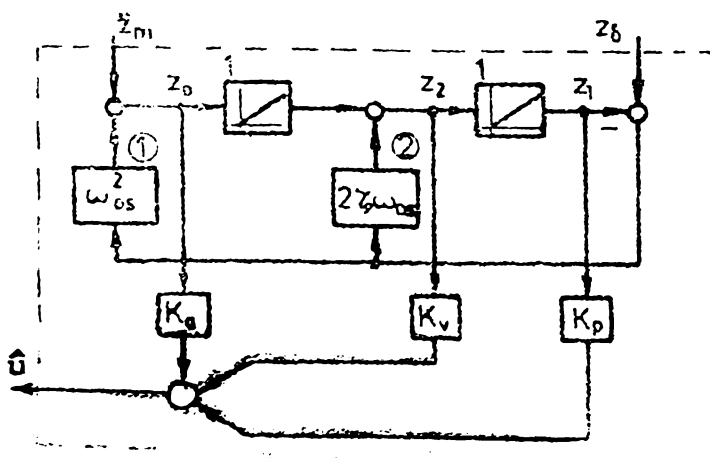 z̈m
zδ
z₀
1
z₂
1
z₁
−
①
②
ω²os
2ζωos
Ka
Kv
Kp
û